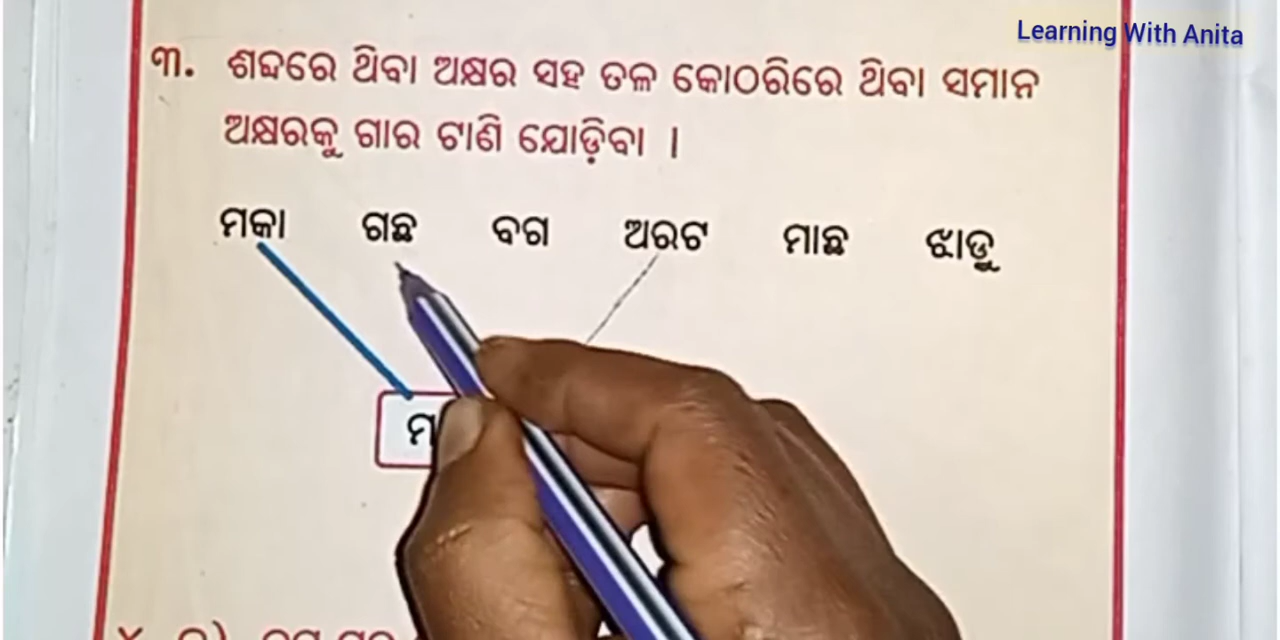 Learning With Anita
୩. ଶବ୍ଦରେ ଥିବା ଅକ୍ଷର ସହ ତଳ କୋଠରିରେ ଥିବା ସମାନ
ଅକ୍ଷରକୁ ଗାର ଟାଣି ଯୋଡ଼ିବା ।
ମକା ଗଛ ବଗ ଅରଟ ମାଛ ଝାଡ଼ୁ
ମ